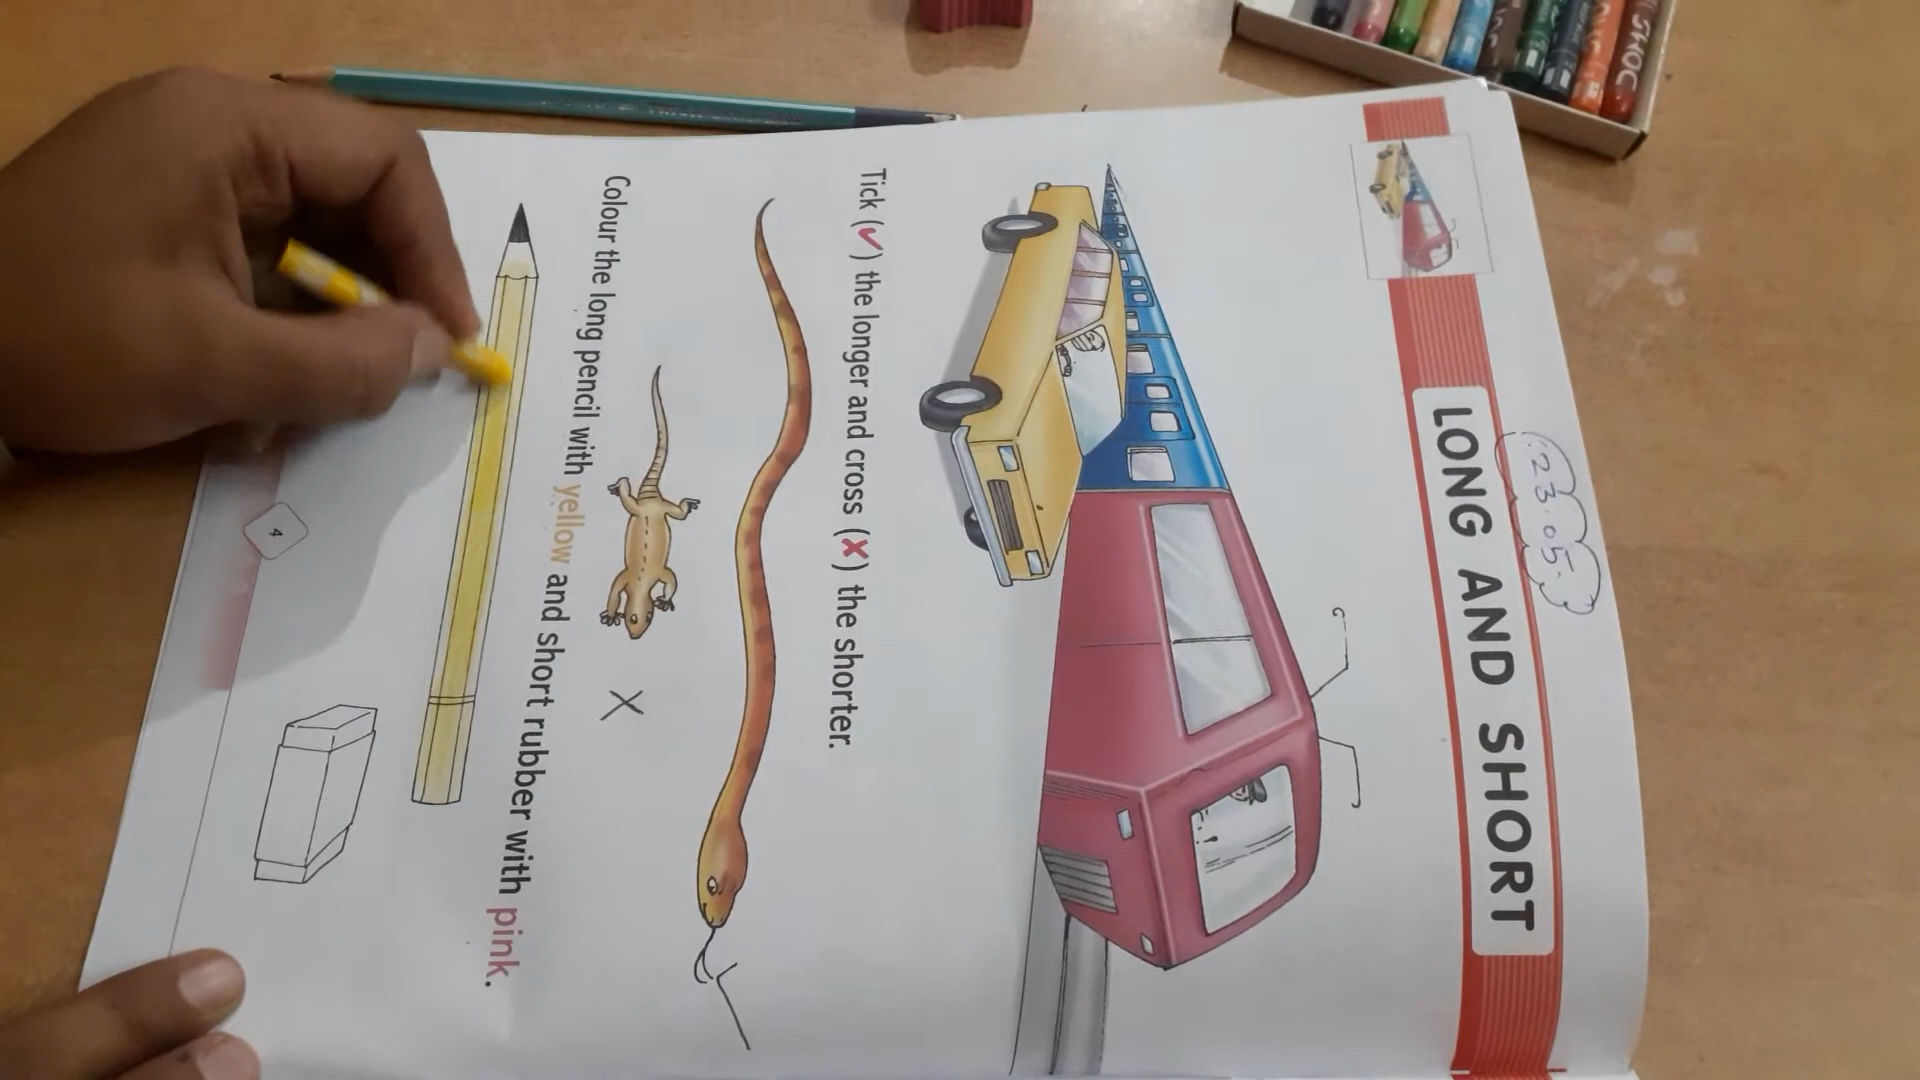 23.05.
LONG AND SHORT
Tick (✓) the longer and cross (✗) the shorter.
Colour the long pencil with yellow and short rubber with pink.
4